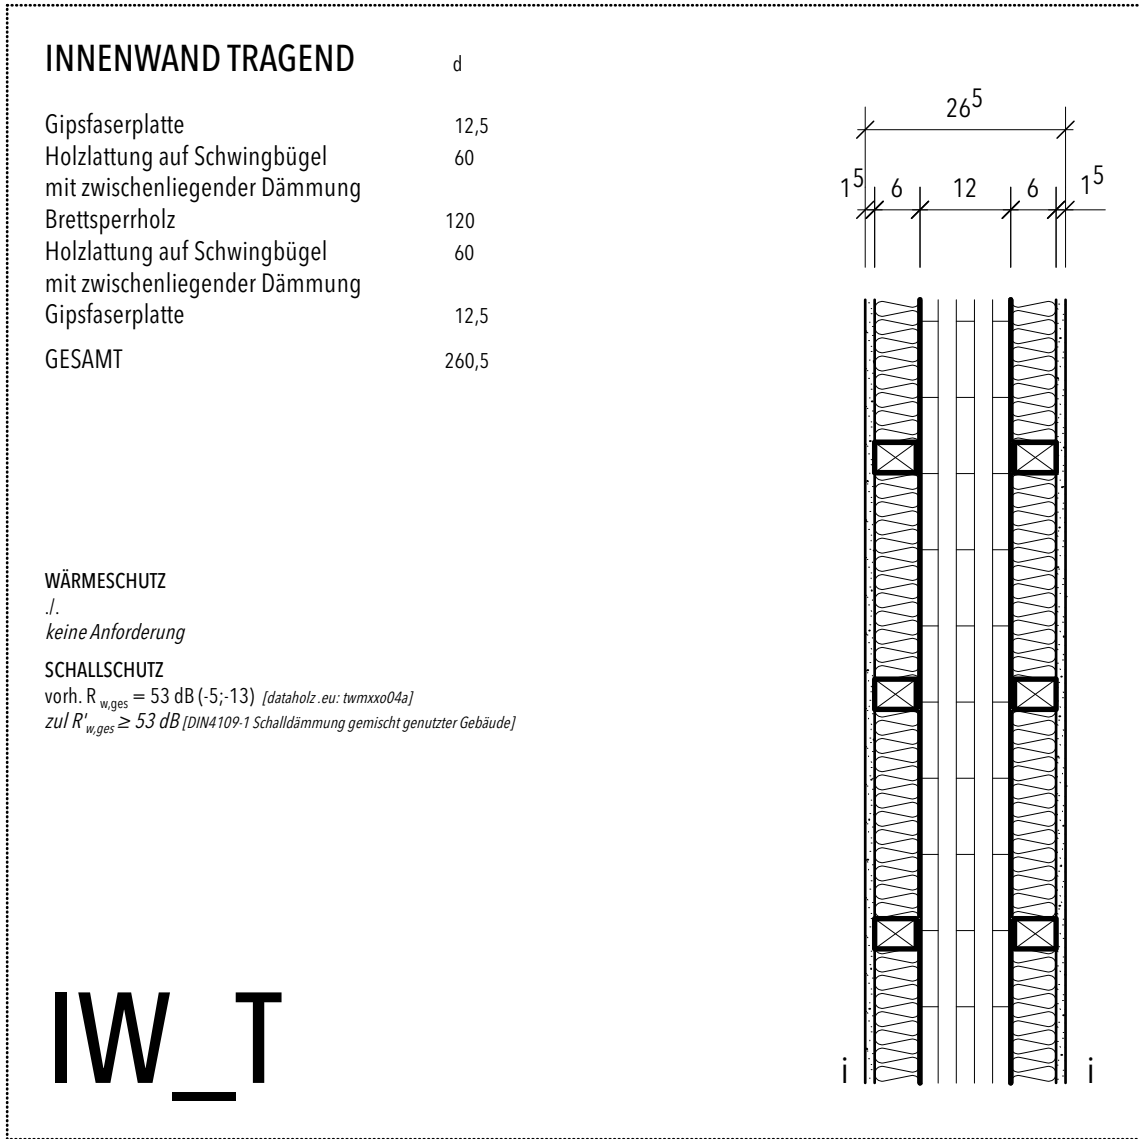 INNENWAND TRAGEND d
Gipsfaserplatte 12,5
Holzlattung auf Schwingbügel 60
mit zwischenliegender Dämmung
Brettsperrholz 120
Holzlattung auf Schwingbügel 60
mit zwischenliegender Dämmung
Gipsfaserplatte 12,5
GESAMT 260,5
WÄRMESCHUTZ
./.
keine Anforderung
SCHALLSCHUTZ
vorh. R w,ges = 53 dB (-5;-13) [dataholz.eu: twmxxo04a]
zul R'w,ges ≥ 53 dB [DIN4109-1 Schalldämmung gemischt genutzter Gebäude]
IW_T
26⁵
1⁵ 6 12 6 1⁵
i i